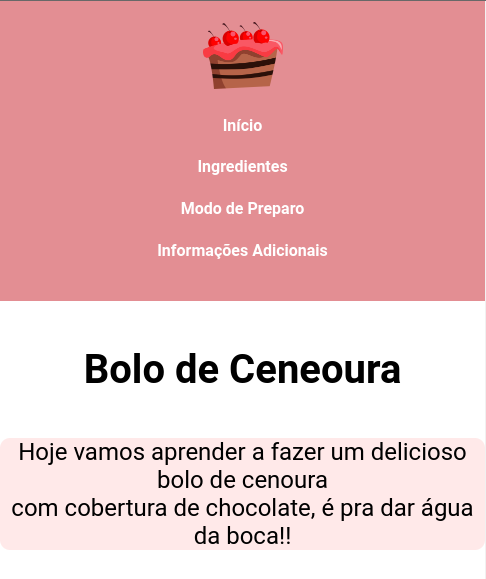 Início
Ingredientes
Modo de Preparo
Informações Adicionais
Bolo de Ceneoura
Hoje vamos aprender a fazer um delicioso
bolo de cenoura
com cobertura de chocolate, é pra dar água
da boca!!